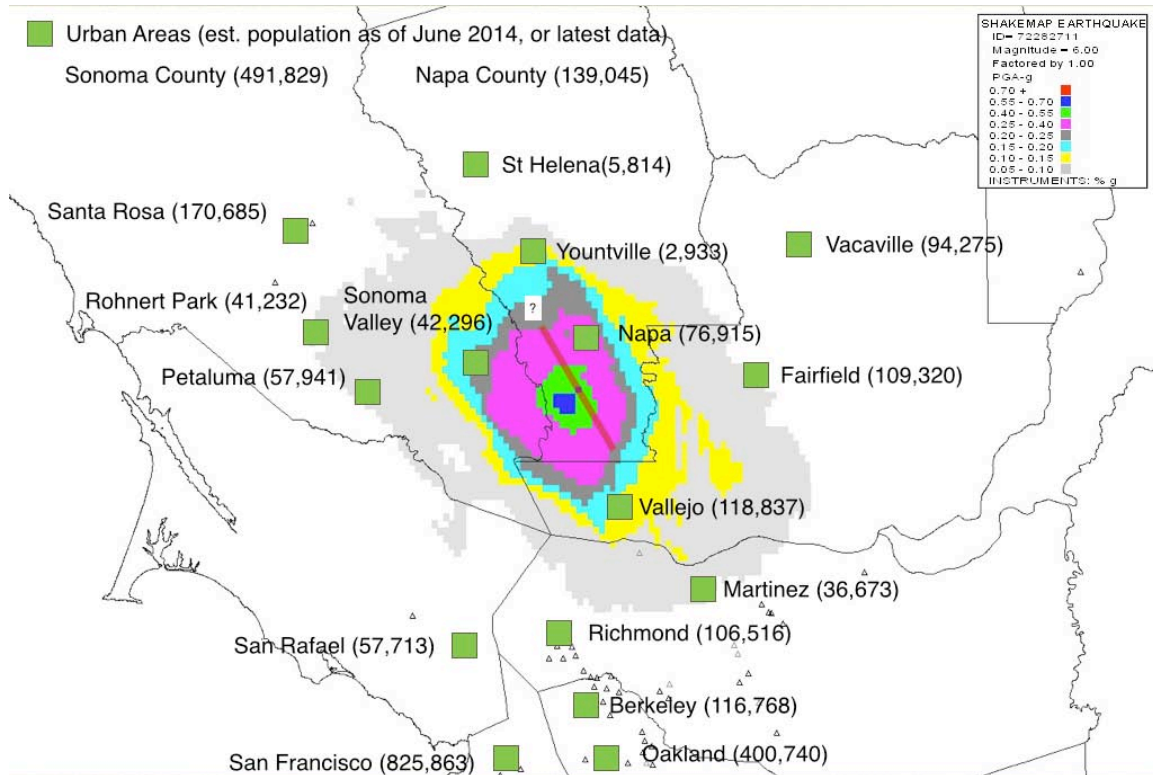 Urban Areas (est. population as of June 2014, or latest data)
Sonoma County (491,829)
Napa County (139,045)
SHAKEMAP EARTHQUAKE
ID= 72282711
Magnitude = 6.00
Factored by 1.00
PGA-g
0.70 +
0.55 - 0.70
0.40 - 0.55
0.25 - 0.40
0.20 - 0.25
0.15 - 0.20
0.10 - 0.15
0.05 - 0.10
INSTRUMENTS: % g
St Helena(5,814)
Santa Rosa (170,685)
Yountville (2,933)
Vacaville (94,275)
Rohnert Park (41,232)
Sonoma
Valley (42,296)
?
Napa (76,915)
Petaluma (57,941)
Fairfield (109,320)
Vallejo (118,837)
Martinez (36,673)
San Rafael (57,713)
Richmond (106,516)
Berkeley (116,768)
San Francisco (825,863)
Oakland (400,740)